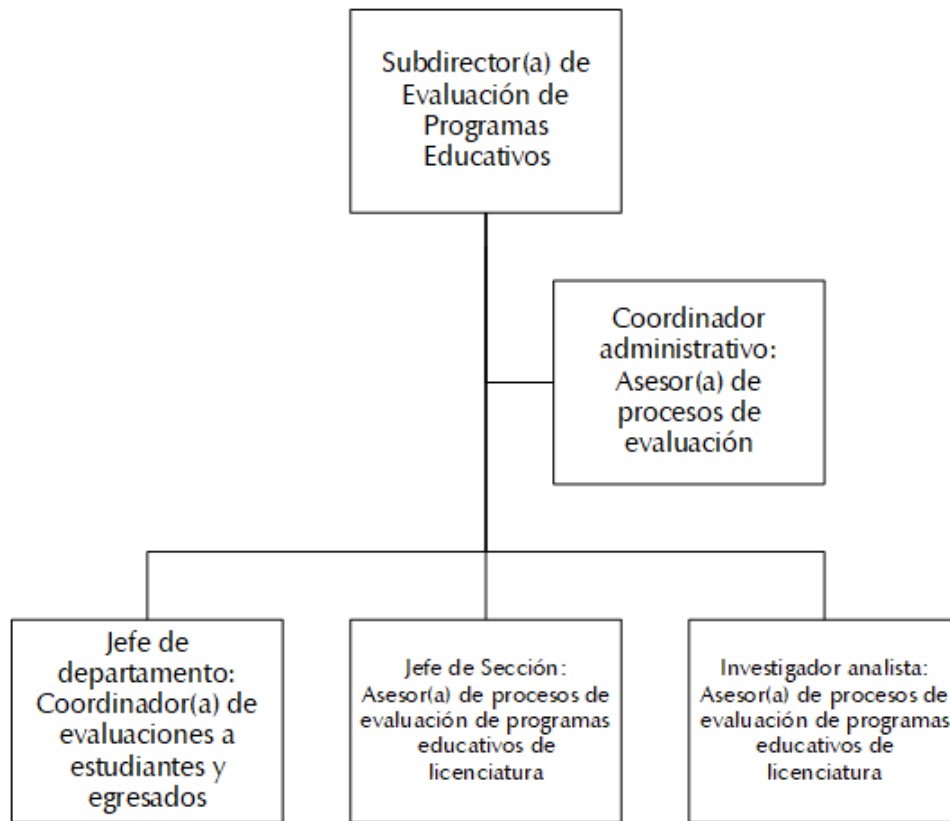 Subdirector(a) de
Evaluación de
Programas
Educativos
Coordinador
administrativo:
Asesor(a) de
procesos de
evaluación
Jefe de
departamento:
Coordinador(a) de
evaluaciones a
estudiantes y
egresados
Jefe de Sección:
Asesor(a) de procesos de
evaluación de programas
educativos de
licenciatura
Investigador analista:
Asesor(a) de procesos de
evaluación de programas
educativos de
licenciatura